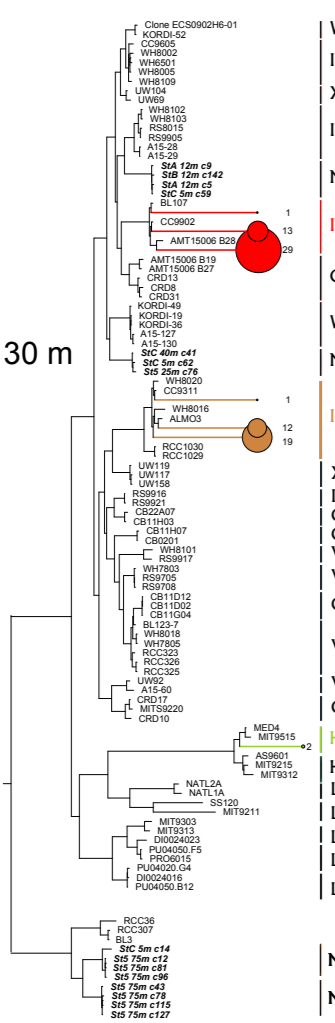 Clone ECS0902H6-01
KORDI-52
CC9605
WH8002
WH6501
WH8005
WH8109
UW104
UW69
WH8102
WH8103
RS8015
RS9905
A15-28
A15-29
StA 12m c9
StB 12m c142
StA 12m c5
StC 5m c59
BL107
1
CC9902
13
AMT15006 B28
29
AMT15006 B19
AMT15006 B27
CRD13
CRD8
CRD31
KORDI-49
KORDI-19
KORDI-36
A15-127
A15-130
30 m
StC 40m c41
StC 5m c62
St5 25m c76
WH8020
CC9311
1
WH8016
ALMO3
12
19
RCC1030
RCC1029
UW119
UW117
UW158
RS9916
RS9921
CB22A07
CB11H03
CB11H07
CB0201
WH8101
RS9917
WH7803
RS9705
RS9708
CB11D12
CB11D02
CB11G04
BL123-7
WH8018
WH7805
RCC323
RCC326
RCC325
UW92
A15-60
CRD17
MITS9220
CRD10
MED4
MIT9515
2
AS9601
MIT9215
MIT9312
NATL2A
NATL1A
SS120
MIT9211
MIT9303
MIT9313
DI0024023
PU04050.F5
PRO6015
PU04020.G4
DI0024016
PU04050.B12
RCC36
RCC307
BL3
StC 5m c14
St5 75m c12
St5 75m c81
St5 75m c96
St5 75m c43
St5 75m c78
St5 75m c115
St5 75m c127